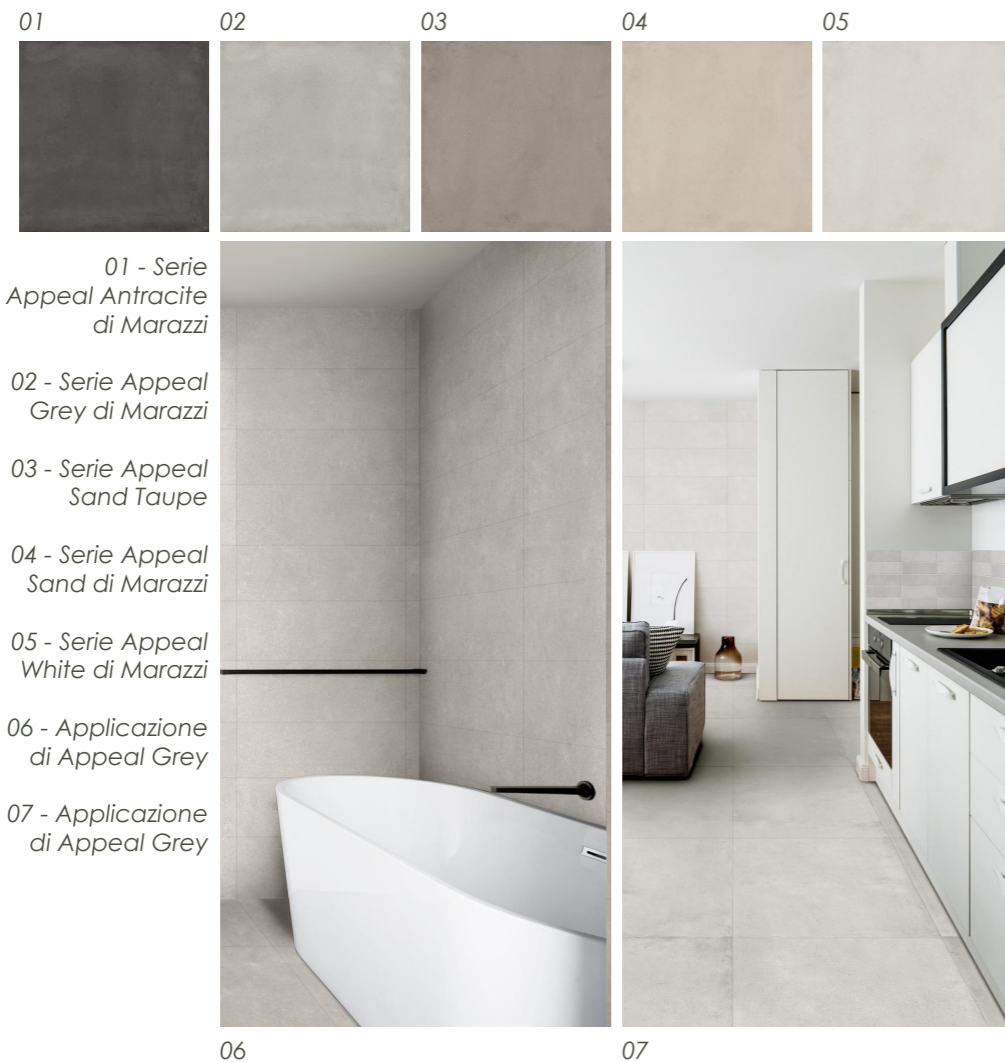 01
02
03
04
05
01 - Serie
Appeal Antracite
di Marazzi
02 - Serie Appeal
Grey di Marazzi
03 - Serie Appeal
Sand Taupe
04 - Serie Appeal
Sand di Marazzi
05 - Serie Appeal
White di Marazzi
06 - Applicazione
di Appeal Grey
07 - Applicazione
di Appeal Grey
06
07